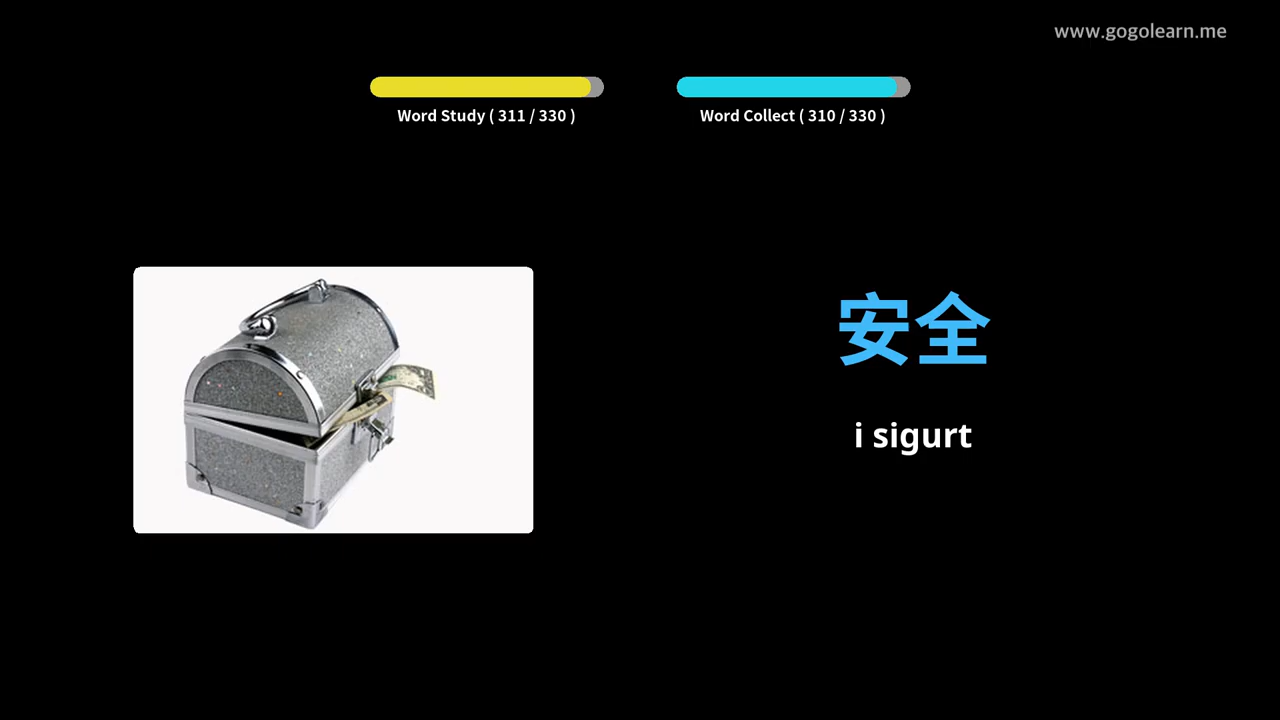 www.gogolearn.me
Word Study ( 311 / 330 )
Word Collect ( 310 / 330 )
安全
i sigurt